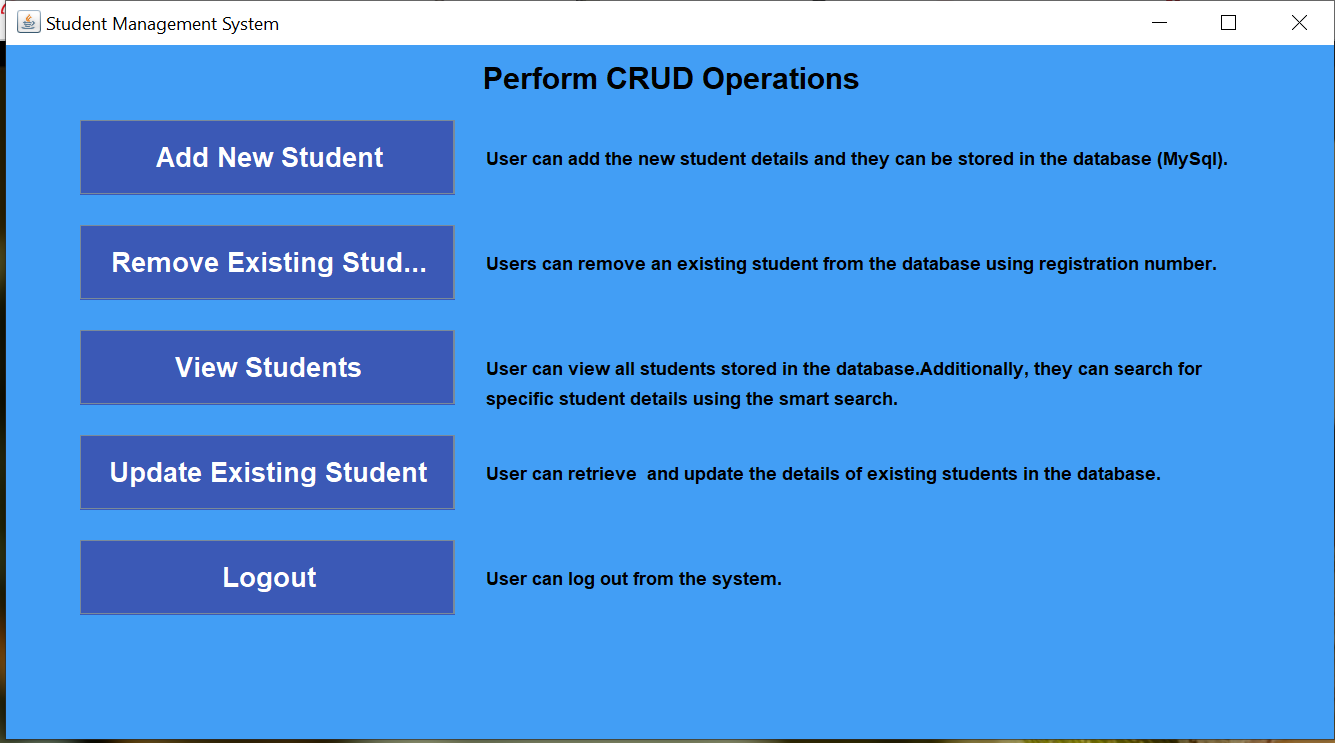 Student Management System
Perform CRUD Operations
Add New Student
User can add the new student details and they can be stored in the database (MySql).
Remove Existing Stud...
Users can remove an existing student from the database using registration number.
View Students
User can view all students stored in the database.Additionally, they can search for
specific student details using the smart search.
Update Existing Student
User can retrieve  and update the details of existing students in the database.
Logout
User can log out from the system.